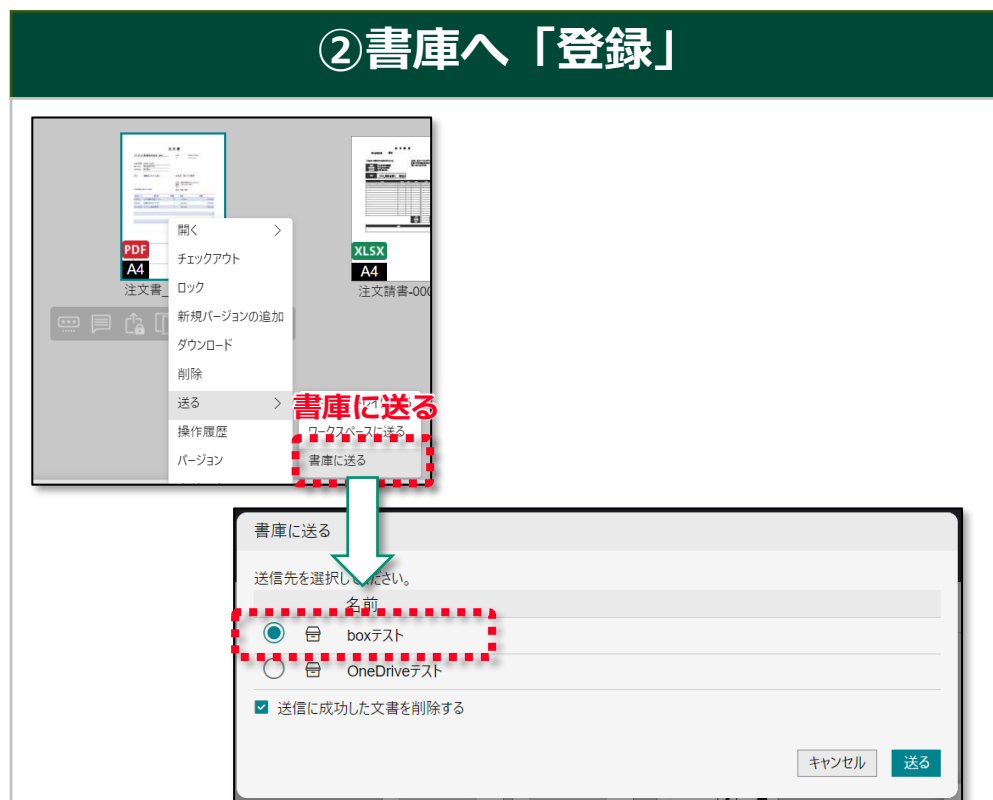 ②書庫へ「登録」
PDF
A4
注文書_
XLSX
A4
注文請書-000
開く
チェックアウト
ロック
新規バージョンの追加
ダウンロード
削除
送る
操作履歴
バージョン
書庫に送る
ワークスペースに送る
書庫に送る
書庫に送る
送信先を選択してください。
名前
boxテスト
OneDriveテスト
送信に成功した文書を削除する
キャンセル
送る